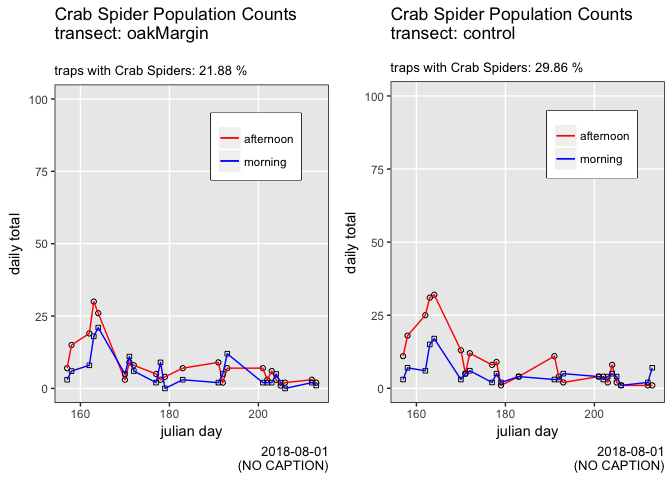 Crab Spider Population Counts
transect: oakMargin
traps with Crab Spiders: 21.88 %
100
75
50
25
0
daily total
afternoon
morning
160
180
200
julian day
2018-08-01
(NO CAPTION)
Crab Spider Population Counts
transect: control
traps with Crab Spiders: 29.86 %
100
75
50
25
0
daily total
afternoon
morning
160
180
200
julian day
2018-08-01
(NO CAPTION)